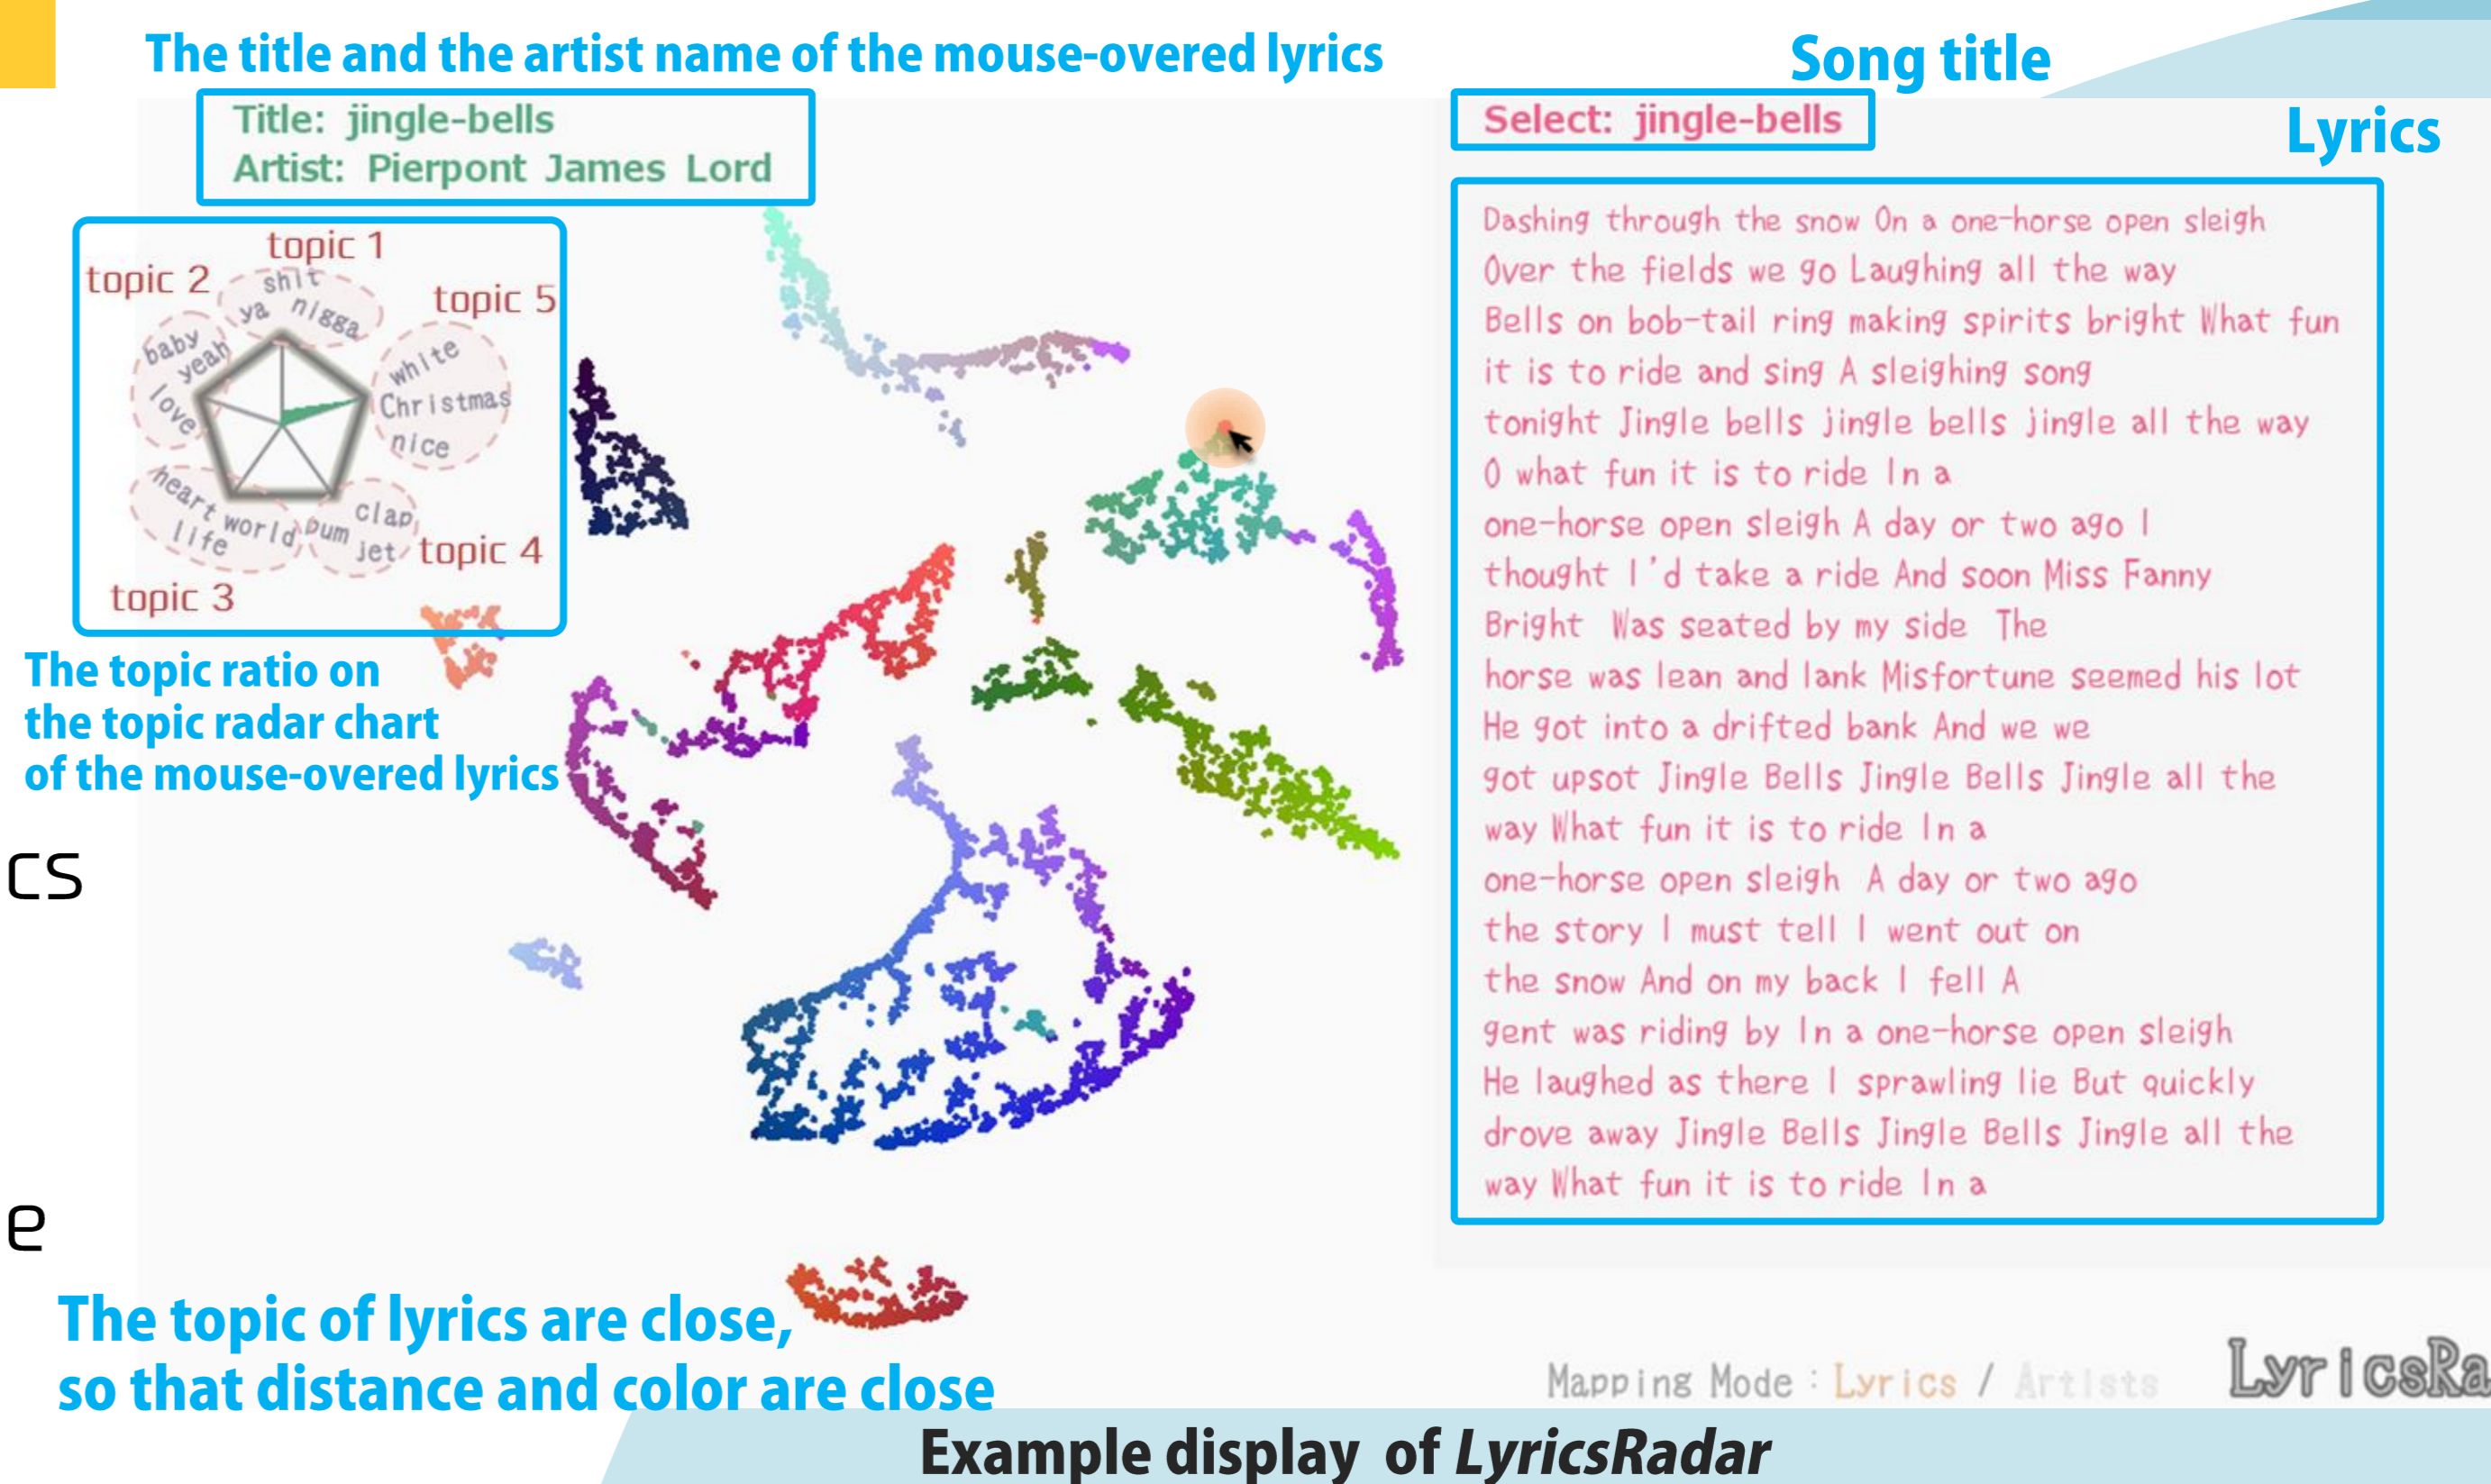 The title and the artist name of the mouse-overed lyrics
Song title
Lyrics
Title: jingle-bells
Artist: Pierpont James Lord
Select: jingle-bells
topic 1
shit
ya nigga
topic 2
baby
yeah
love
topic 5
white
Christmas
nice
heart
world
life
topic 3
clap
bum
jet
topic 4
The topic ratio on
the topic radar chart
of the mouse-overed lyrics
Dashing through the snow On a one-horse open sleigh
Over the fields we go Laughing all the way
Bells on bob-tail ring making spirits bright What fun
it is to ride and sing A sleighing song
tonight Jingle bells jingle bells jingle all the way
O what fun it is to ride In a
one-horse open sleigh A day or two ago I
thought I'd take a ride And soon Miss Fanny
Bright Was seated by my side The
horse was lean and lank Misfortune seemed his lot
He got into a drifted bank And we we
got upsot Jingle Bells Jingle Bells Jingle all the
way What fun it is to ride In a
one-horse open sleigh A day or two ago
the story I must tell I went out on
the snow And on my back I fell A
gent was riding by In a one-horse open sleigh
He laughed as there I sprawling lie But quickly
drove away Jingle Bells Jingle Bells Jingle all the
way What fun it is to ride In a
cs
e
The topic of lyrics are close,
so that distance and color are close
Mapping Mode : Lyrics / Artists
LyricsRa
Example display of LyricsRadar